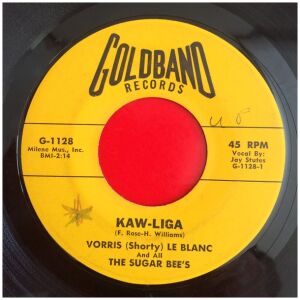 GOLDBAND
RECORDS
G-1128
Milene Mus., Inc.
BMI-2:14
45 RPM
Vocal By:
Jay Stutes
G-1128-1
KAW-LIGA
(F. Rose-H. Williams)
VORRIS (Shorty) LE BLANC
And All
THE SUGAR BEE'S